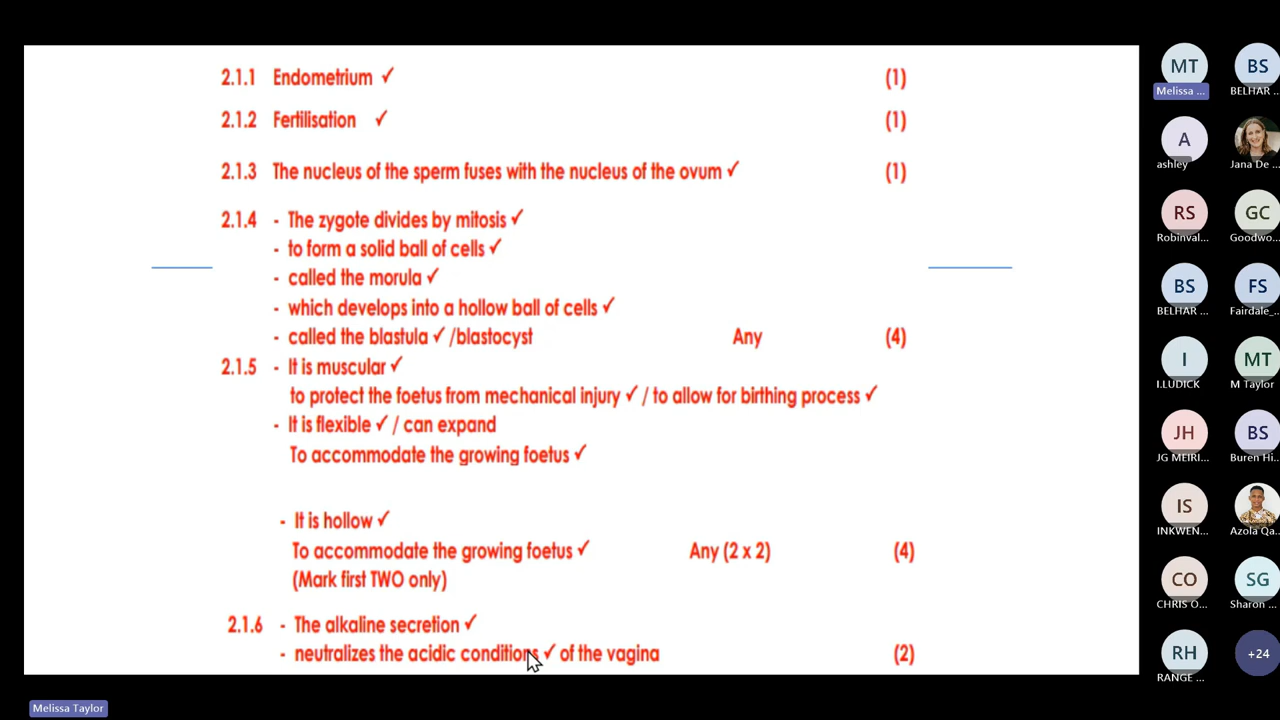 2.1.1 Endometrium ✓ (1)
2.1.2 Fertilisation ✓ (1)
2.1.3 The nucleus of the sperm fuses with the nucleus of the ovum ✓ (1)
2.1.4 - The zygote divides by mitosis ✓
- to form a solid ball of cells ✓
- called the morula ✓
- which develops into a hollow ball of cells ✓
- called the blastula ✓ /blastocyst Any (4)
2.1.5 - It is muscular ✓
to protect the foetus from mechanical injury ✓ / to allow for birthing process ✓
- It is flexible ✓ / can expand
To accommodate the growing foetus ✓
- It is hollow ✓
To accommodate the growing foetus ✓ Any (2 x 2) (4)
(Mark first TWO only)
2.1.6 - The alkaline secretion ✓
- neutralizes the acidic conditions ✓ of the vagina (2)
MT BS
Melissa ... BELHAR ...
A
ashley Jana De ...
RS GC
Robinval... Goodwo...
BS FS
BELHAR ... Fairdale_...
I MT
I.LUDICK M Taylor
JH BS
JG MEIRI... Buren Hi...
IS
INKWEN... Azola Qa...
CO SG
CHRIS O... Sharon ...
RH +24
RANGE ...
Melissa Taylor